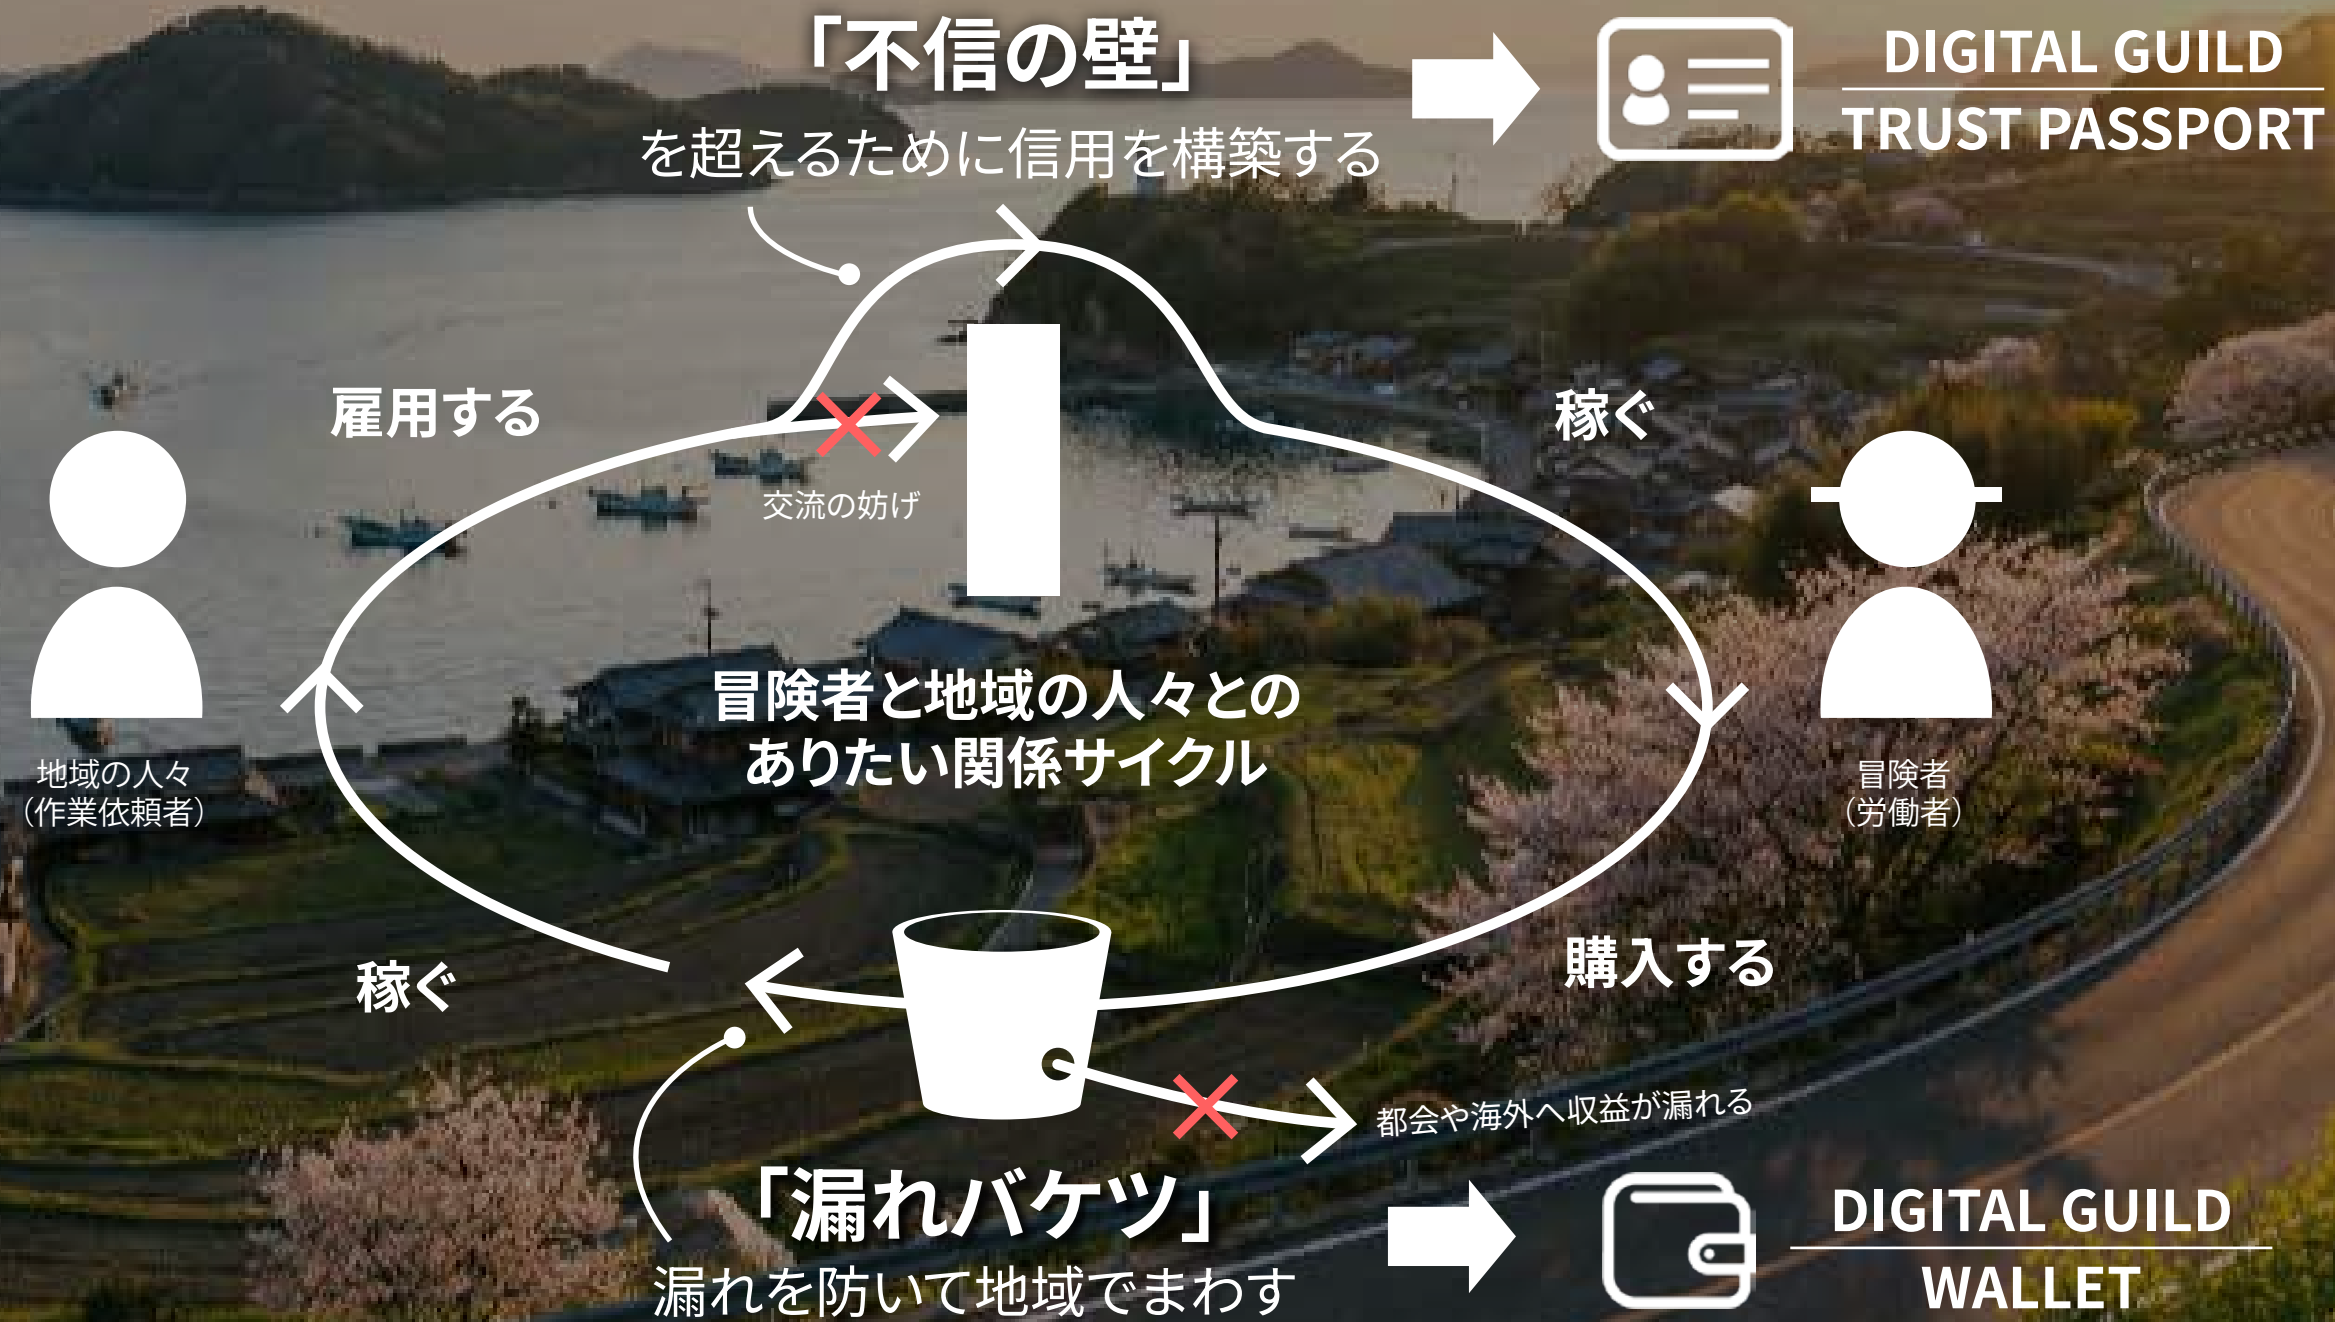 「不信の壁」
を超えるために信用を構築する
DIGITAL GUILD
TRUST PASSPORT
雇用する
稼ぐ
交流の妨げ
冒険者と地域の人々との
ありたい関係サイクル
地域の人々
（作業依頼者）
冒険者
（労働者）
稼ぐ
購入する
都会や海外へ収益が漏れる
「漏れバケツ」
漏れを防いて地域でまわす
DIGITAL GUILD
WALLET